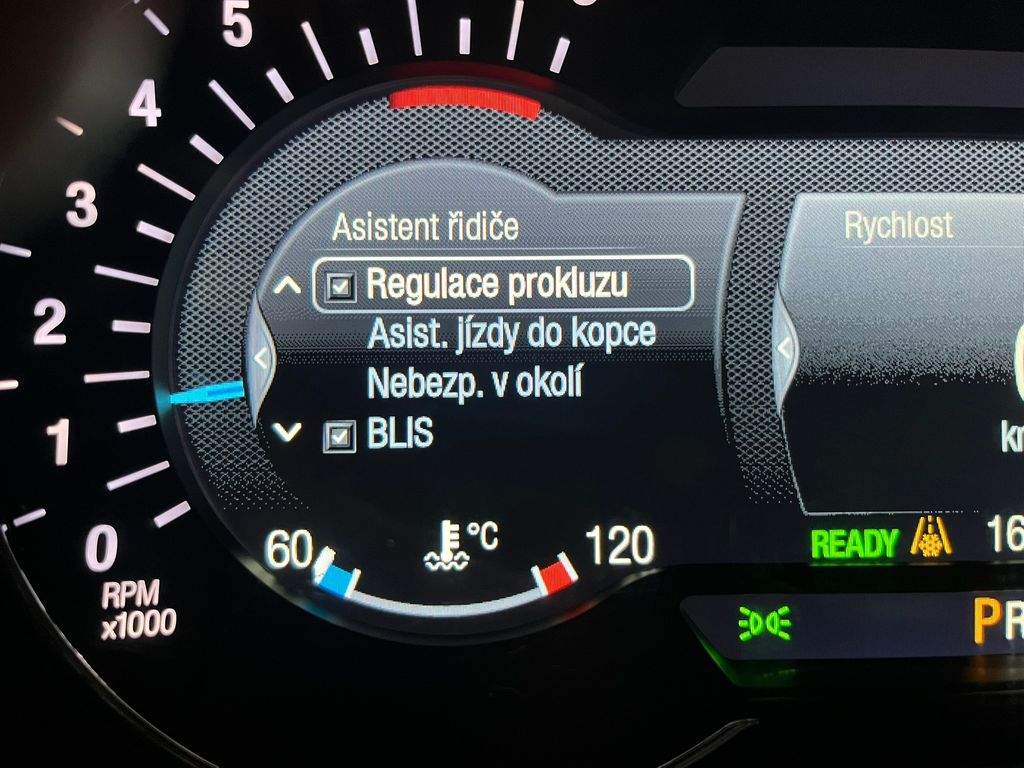 5
4
3
2
1
0
RPM
x1000
Asistent řidiče
Regulace prokluzu
Asist. jízdy do kopce
Nebezp. v okolí
BLIS
60
°C
120
Rychlost
READY
16
P